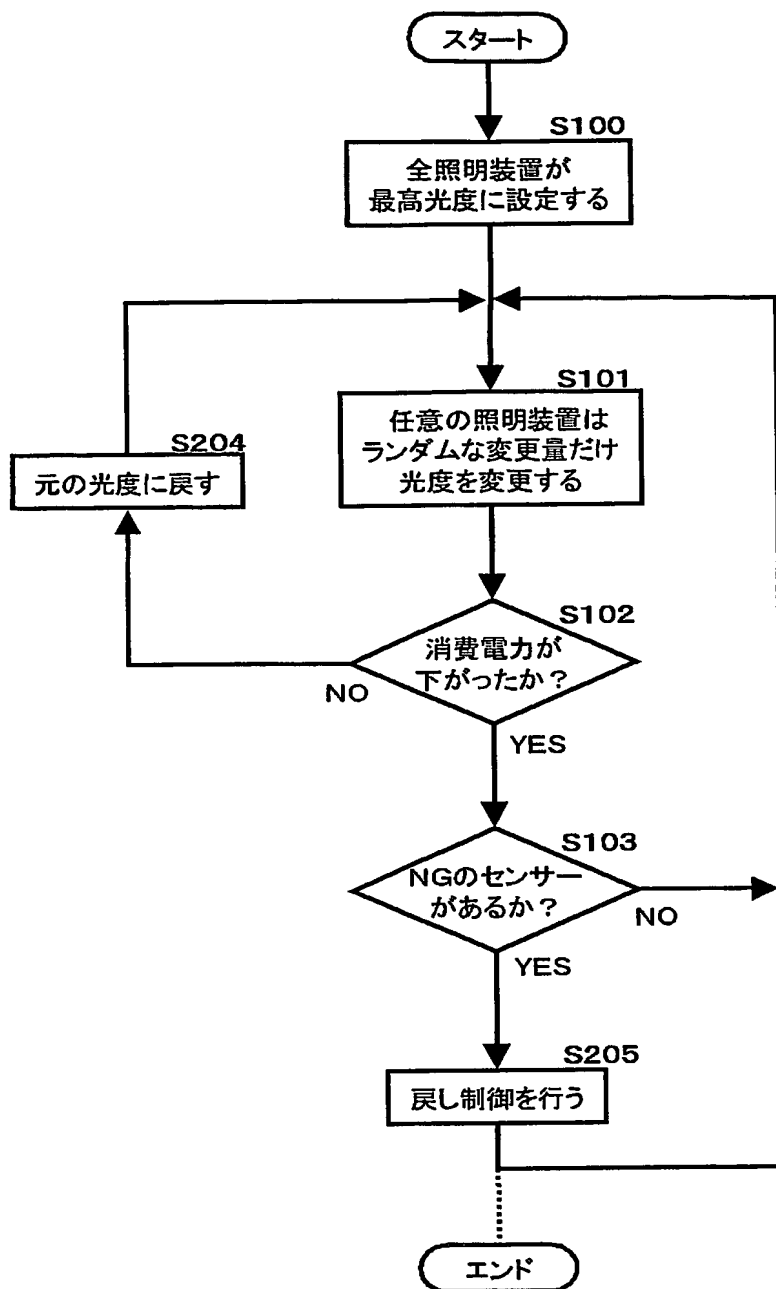 スタート
S100
全照明装置が
最高光度に設定する
S101
任意の照明装置は
ランダムな変更量だけ
光度を変更する
S204
元の光度に戻す
S102
消費電力が
下がったか?
NO
YES
S103
NGのセンサー
があるか?
NO
YES
S205
戻し制御を行う
エンド